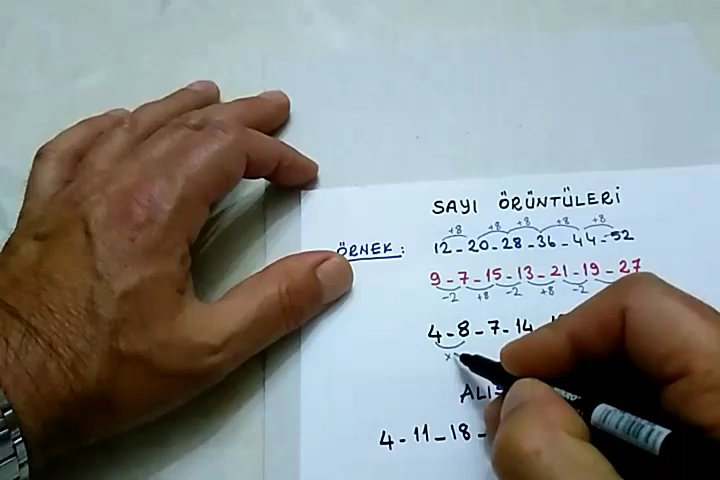 SAYI ÖRÜNTÜLERİ
+8 +8 +8 +8 +8
ÖRNEK: 12-20-28-36-44-52
9-7-15-13-21-19-27
-2 +8 -2 +8 -2
4-8-7-14
x
4-11-18-